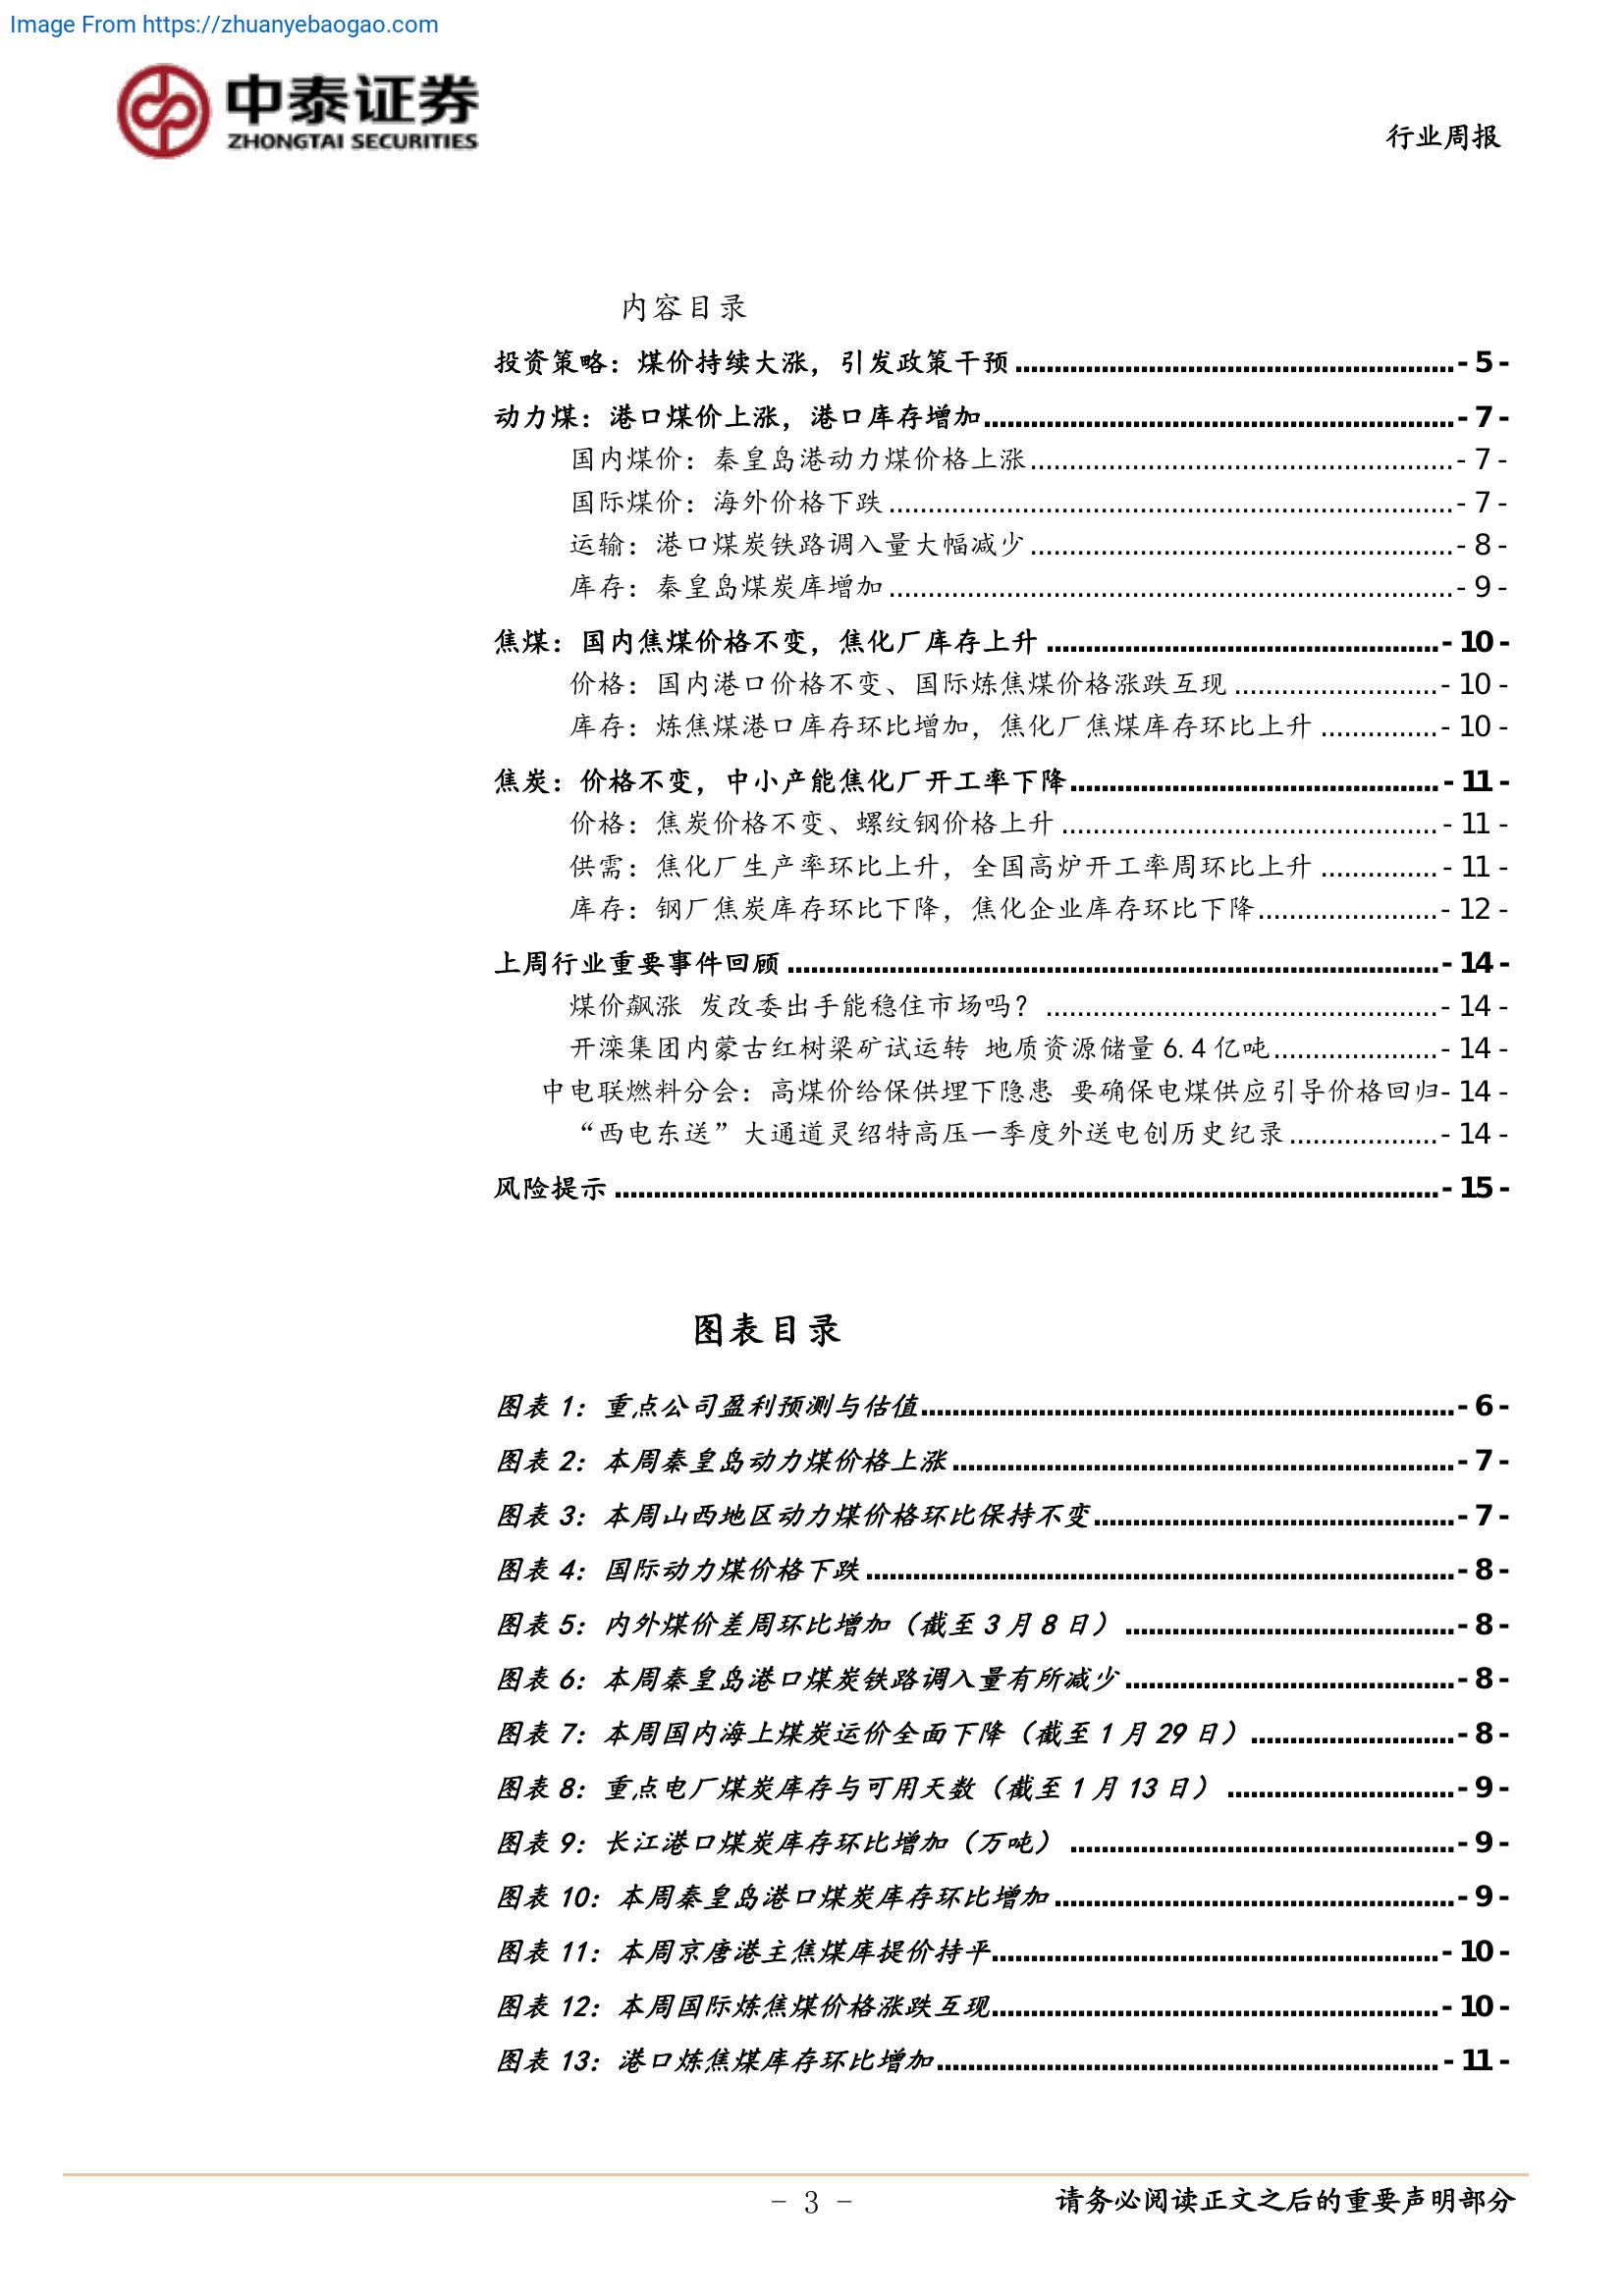 Image From https://zhuanyebaogao.com
中泰证券
ZHONGTAI SECURITIES
行业周报
内容目录
投资策略：煤价持续大涨，引发政策干预 - 5 -
动力煤：港口煤价上涨，港口库存增加 - 7 -
国内煤价：秦皇岛港动力煤价格上涨 - 7 -
国际煤价：海外价格下跌 - 7 -
运输：港口煤炭铁路调入量大幅减少 - 8 -
库存：秦皇岛煤炭库增加 - 9 -
焦煤：国内焦煤价格不变，焦化厂库存上升 - 10 -
价格：国内港口价格不变、国际炼焦煤价格涨跌互现 - 10 -
库存：炼焦煤港口库存环比增加，焦化厂焦煤库存环比上升 - 10 -
焦炭：价格不变，中小产能焦化厂开工率下降 - 11 -
价格：焦炭价格不变、螺纹钢价格上升 - 11 -
供需：焦化厂生产率环比上升，全国高炉开工率周环比上升 - 11 -
库存：钢厂焦炭库存环比下降，焦化企业库存环比下降 - 12 -
上周行业重要事件回顾 - 14 -
煤价飙涨 发改委出手能稳住市场吗？ - 14 -
开滦集团内蒙古红树梁矿试运转 地质资源储量 6.4 亿吨 - 14 -
中电联燃料分会：高煤价给保供埋下隐患 要确保电煤供应引导价格回归- 14 -
“西电东送”大通道灵绍特高压一季度外送电创历史纪录 - 14 -
风险提示 - 15 -
图表目录
图表 1：重点公司盈利预测与估值 - 6 -
图表 2：本周秦皇岛动力煤价格上涨 - 7 -
图表 3：本周山西地区动力煤价格环比保持不变 - 7 -
图表 4：国际动力煤价格下跌 - 8 -
图表 5：内外煤价差周环比增加（截至 3 月 8 日） - 8 -
图表 6：本周秦皇岛港口煤炭铁路调入量有所减少 - 8 -
图表 7：本周国内海上煤炭运价全面下降（截至 1 月 29 日） - 8 -
图表 8：重点电厂煤炭库存与可用天数（截至 1 月 13 日） - 9 -
图表 9：长江港口煤炭库存环比增加（万吨） - 9 -
图表 10：本周秦皇岛港口煤炭库存环比增加 - 9 -
图表 11：本周京唐港主焦煤库提价持平 - 10 -
图表 12：本周国际炼焦煤价格涨跌互现 - 10 -
图表 13：港口炼焦煤库存环比增加 - 11 -
- 3 -
请务必阅读正文之后的重要声明部分